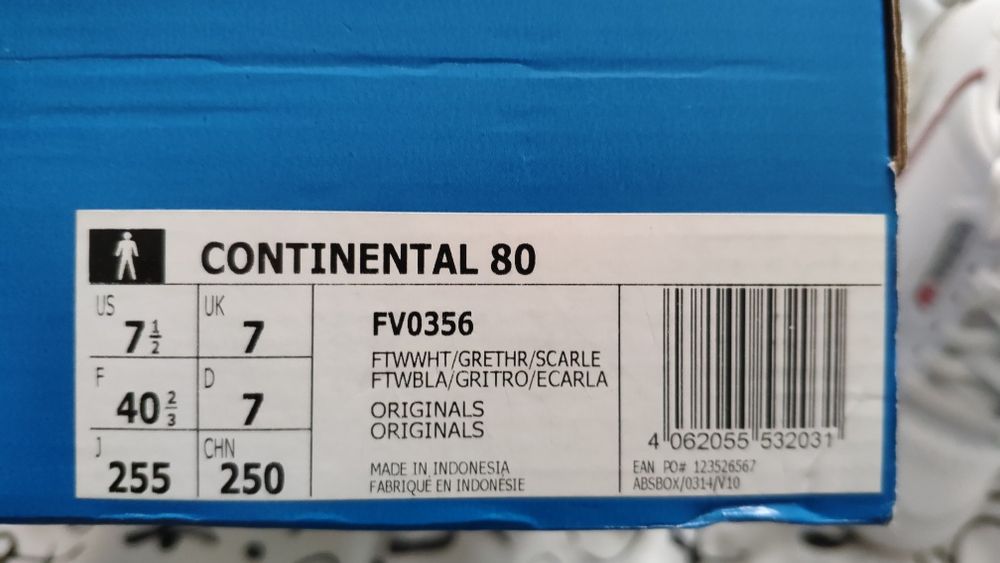 CONTINENTAL 80
US 7 1/2
UK 7
F 40 2/3
D 7
J 255
CHN 250
FV0356
FTWWHT/GRETHR/SCARLE
FTWBLA/GRITRO/ECARLA
ORIGINALS
ORIGINALS
MADE IN INDONESIA
FABRIQUÉ EN INDONÉSIE
4 062055 532031
EAN PO# 123526567
ABSBOX/0314/V10